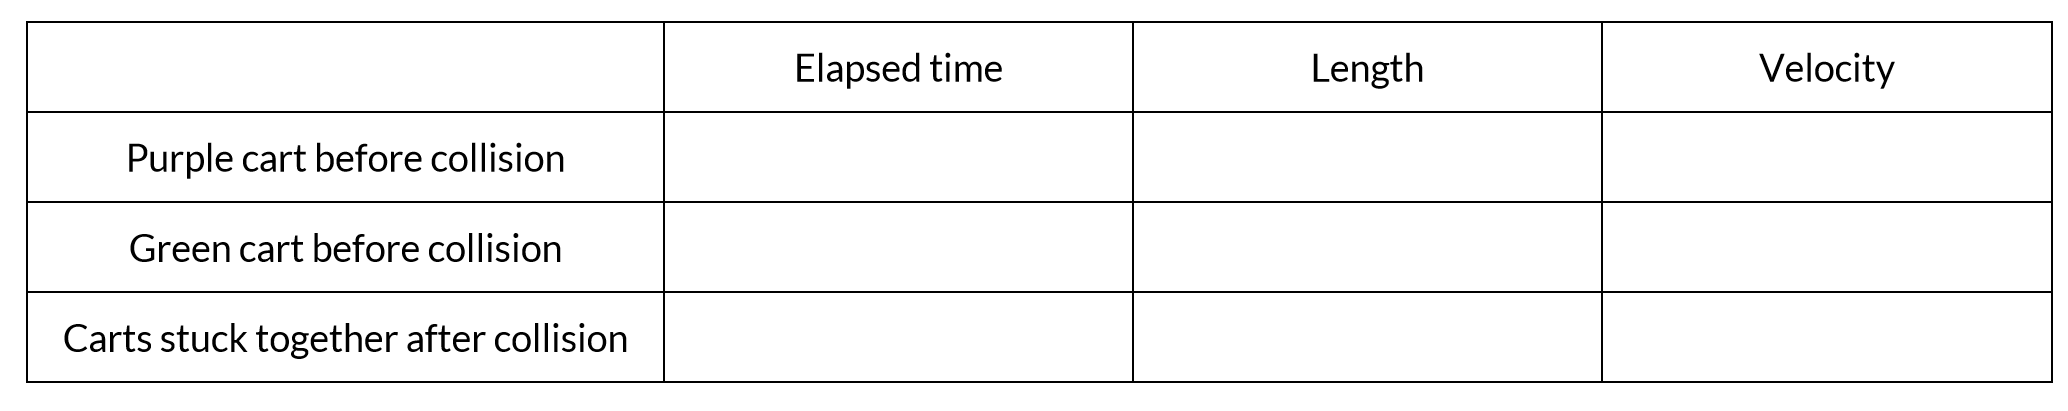 Elapsed time Length Velocity
Purple cart before collision
Green cart before collision
Carts stuck together after collision